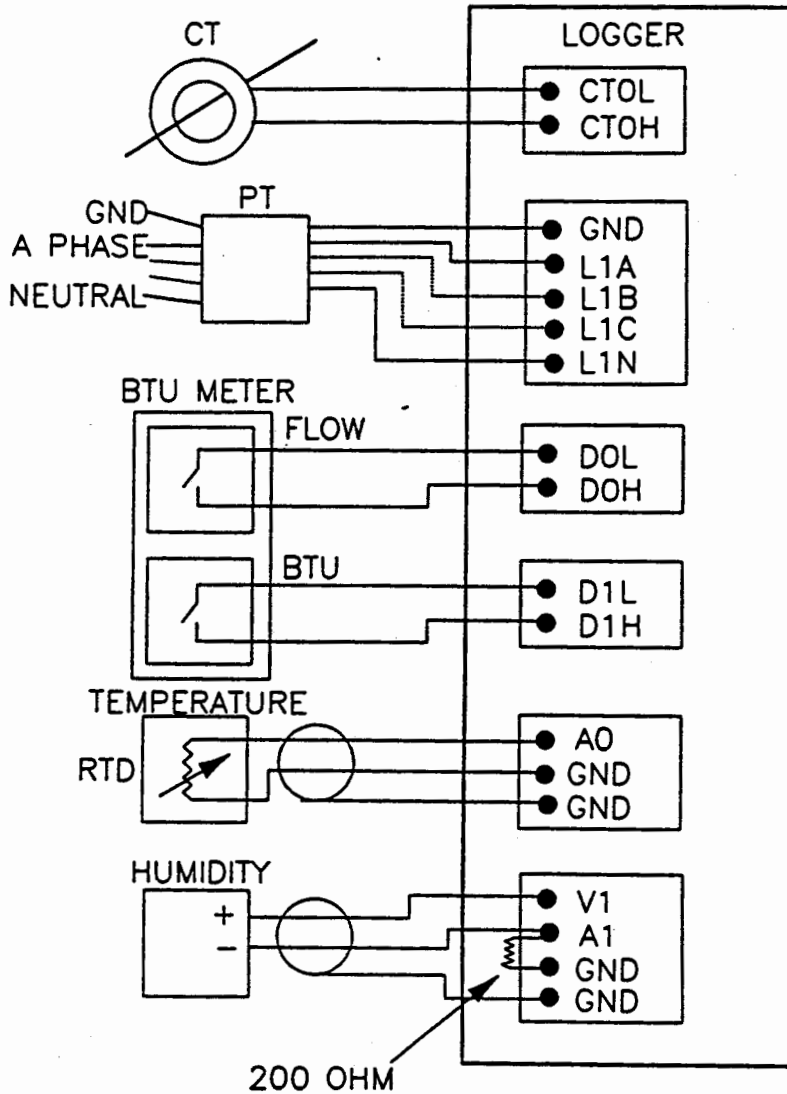 CT
LOGGER
CT0L
CT0H
PT
GND
A PHASE
NEUTRAL
GND
L1A
L1B
L1C
L1N
BTU METER
FLOW
D0L
D0H
BTU
D1L
D1H
TEMPERATURE
RTD
A0
GND
GND
HUMIDITY
+
−
V1
A1
GND
GND
200 OHM